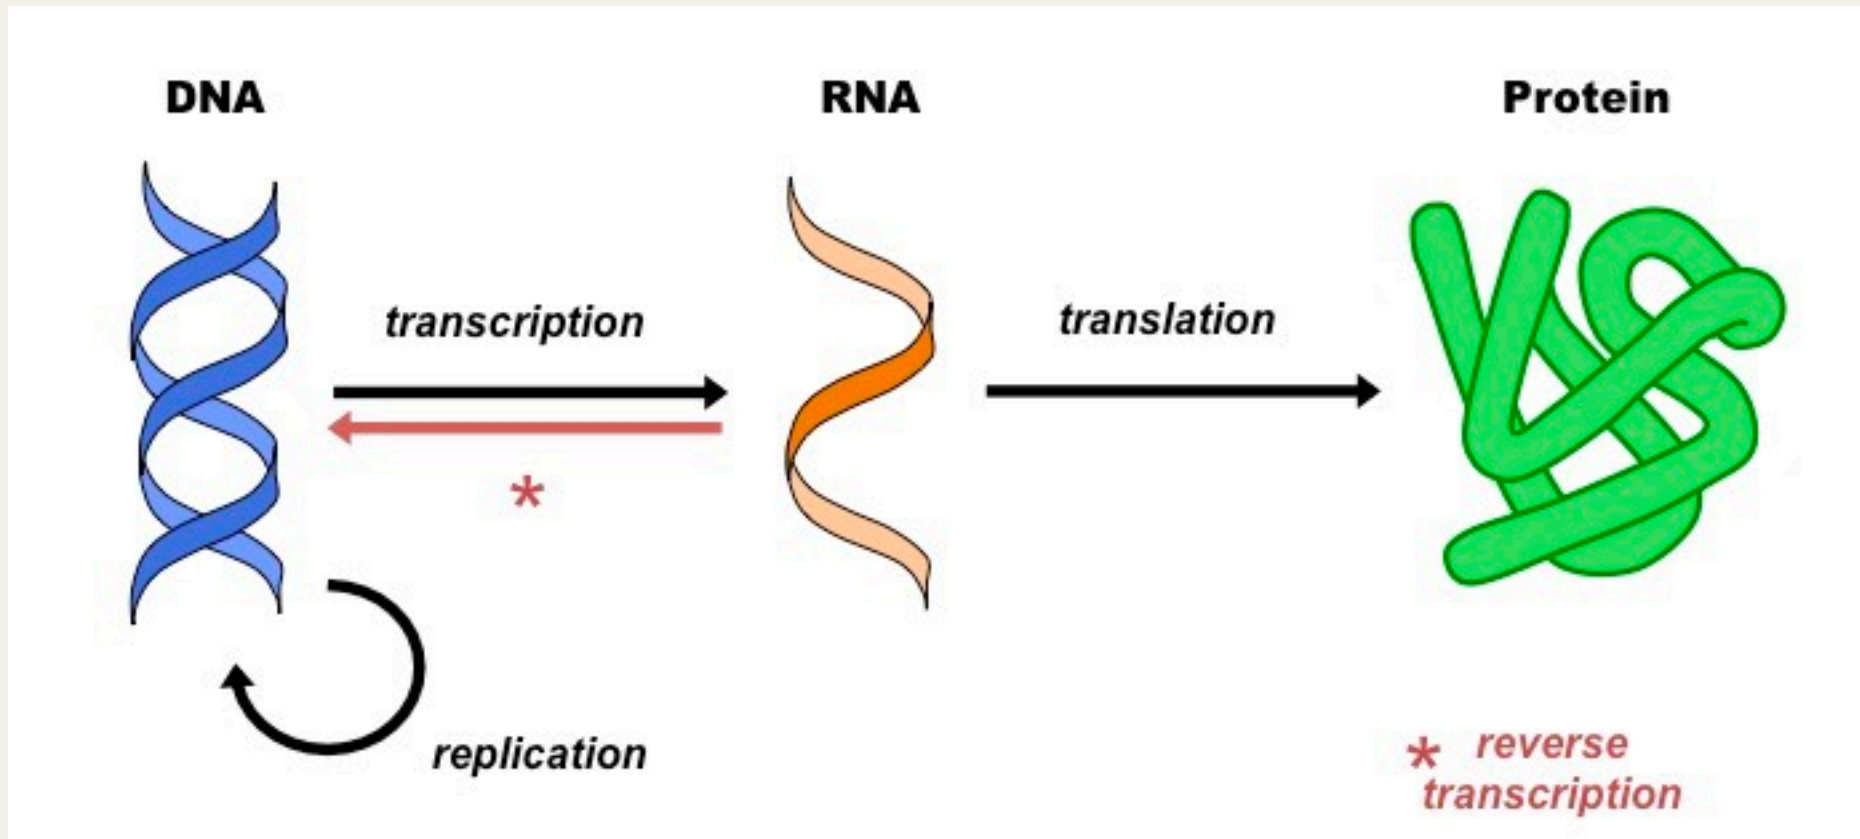 DNA
RNA
Protein
transcription
translation
*
replication
* reverse
transcription